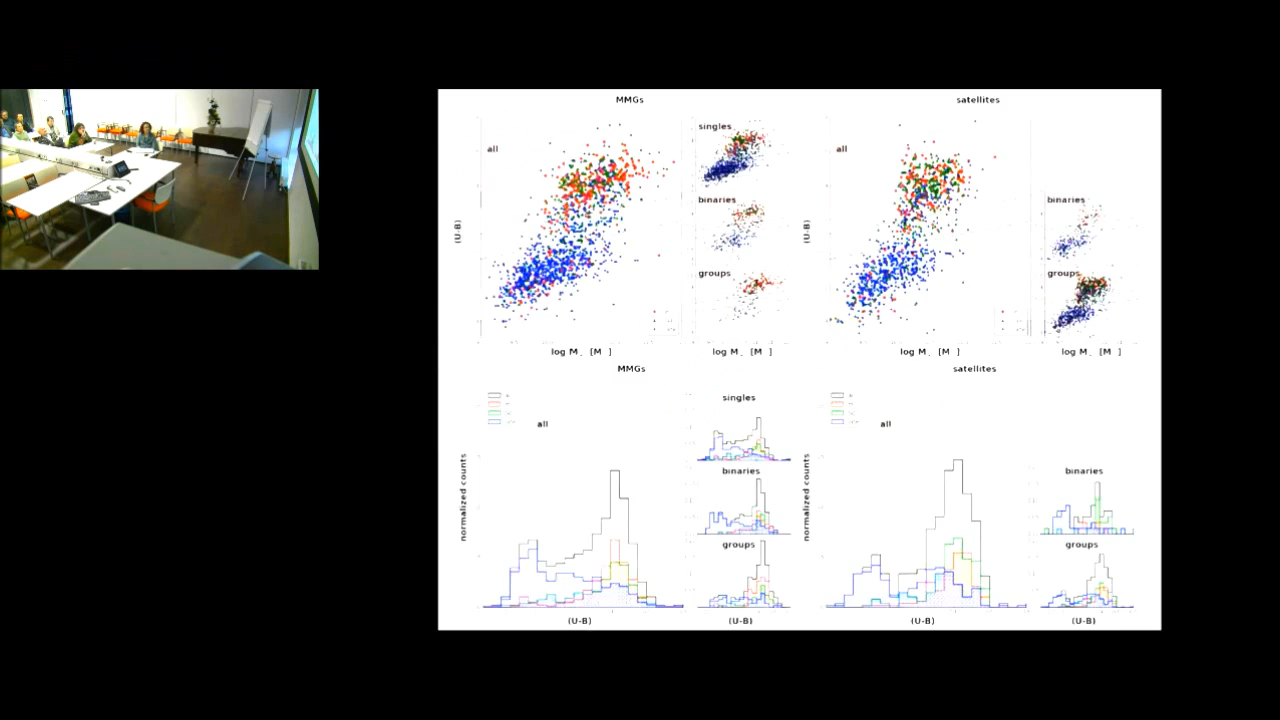 MMGs
satellites
singles
all
all
binaries
binaries
(U-B)
(U-B)
groups
groups
log M [M ]
log M [M ]
log M [M ]
log M [M ]
MMGs
satellites
singles
all
all
normalized counts
normalized counts
binaries
binaries
groups
groups
(U-B)
(U-B)
(U-B)
(U-B)